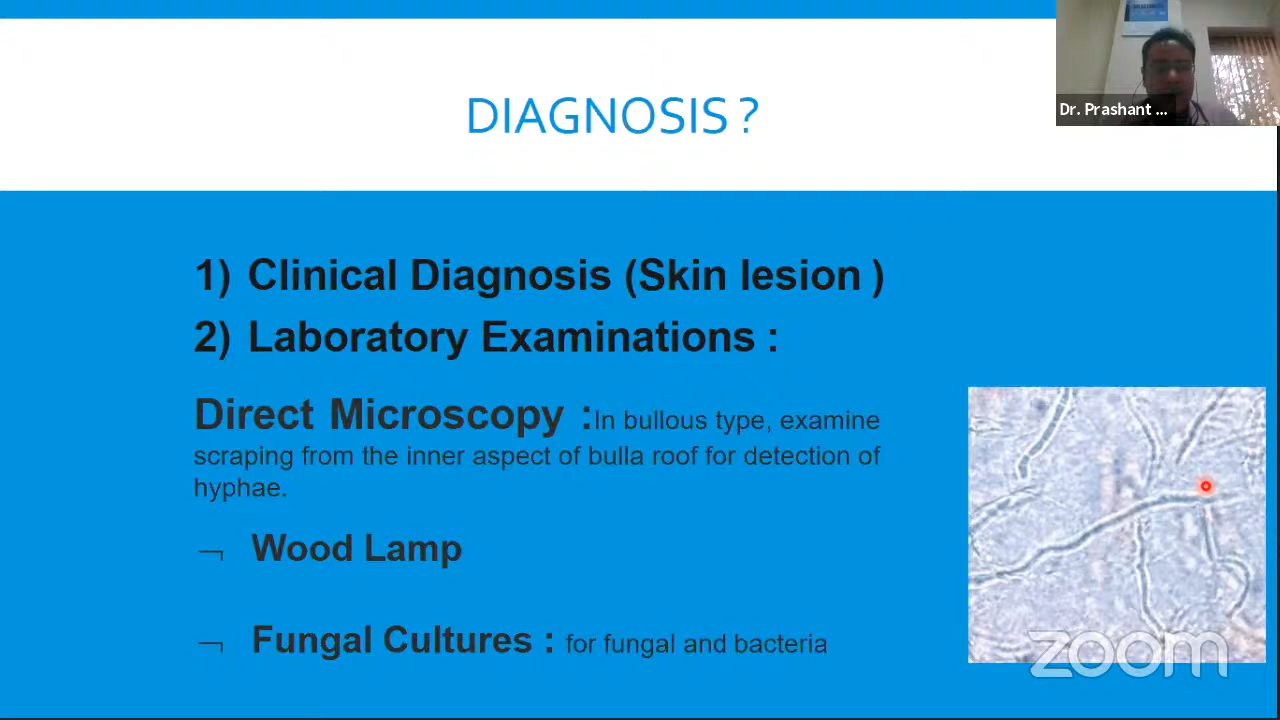 DIAGNOSIS ?
Dr. Prashant ...
1) Clinical Diagnosis (Skin lesion )
2) Laboratory Examinations :
Direct Microscopy :In bullous type, examine
scraping from the inner aspect of bulla roof for detection of
hyphae.
Wood Lamp
Fungal Cultures : for fungal and bacteria
zoom